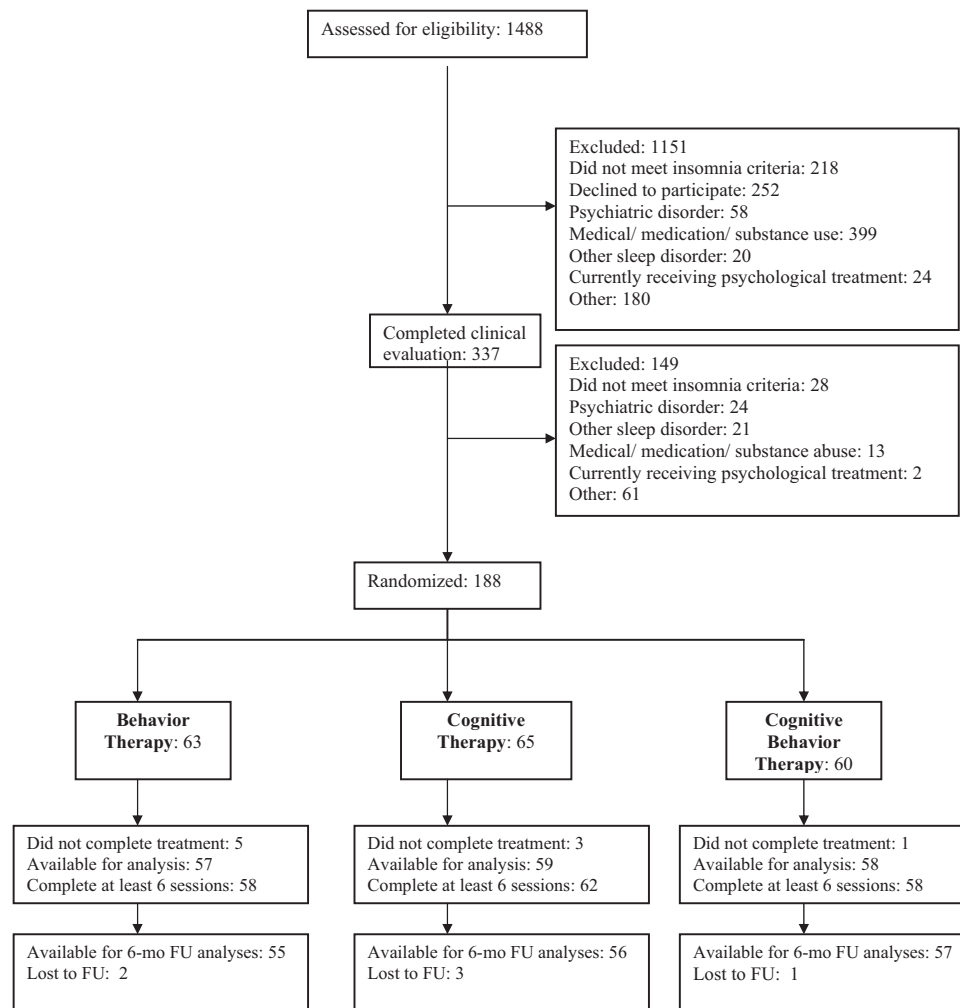 Assessed for eligibility: 1488
Excluded: 1151
Did not meet insomnia criteria: 218
Declined to participate: 252
Psychiatric disorder: 58
Medical/ medication/ substance use: 399
Other sleep disorder: 20
Currently receiving psychological treatment: 24
Other: 180
Completed clinical
evaluation: 337
Excluded: 149
Did not meet insomnia criteria: 28
Psychiatric disorder: 24
Other sleep disorder: 21
Medical/ medication/ substance abuse: 13
Currently receiving psychological treatment: 2
Other: 61
Randomized: 188
Behavior
Therapy: 63
Cognitive
Therapy: 65
Cognitive
Behavior
Therapy: 60
Did not complete treatment: 5
Available for analysis: 57
Complete at least 6 sessions: 58
Did not complete treatment: 3
Available for analysis: 59
Complete at least 6 sessions: 62
Did not complete treatment: 1
Available for analysis: 58
Complete at least 6 sessions: 58
Available for 6-mo FU analyses: 55
Lost to FU: 2
Available for 6-mo FU analyses: 56
Lost to FU: 3
Available for 6-mo FU analyses: 57
Lost to FU: 1